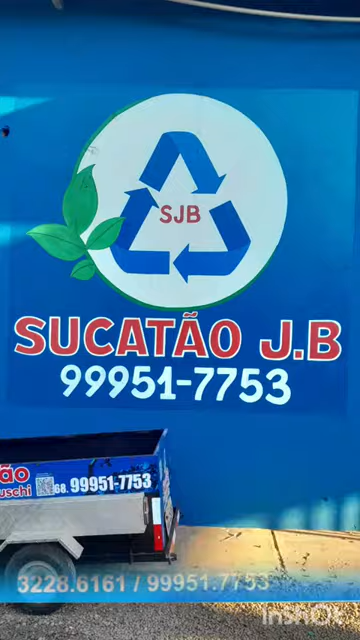 SJB
SUCATÃO J.B
99951-7753
ão
uschi 68. 99951-7753
3228.6161 / 99951.7753
InShOt